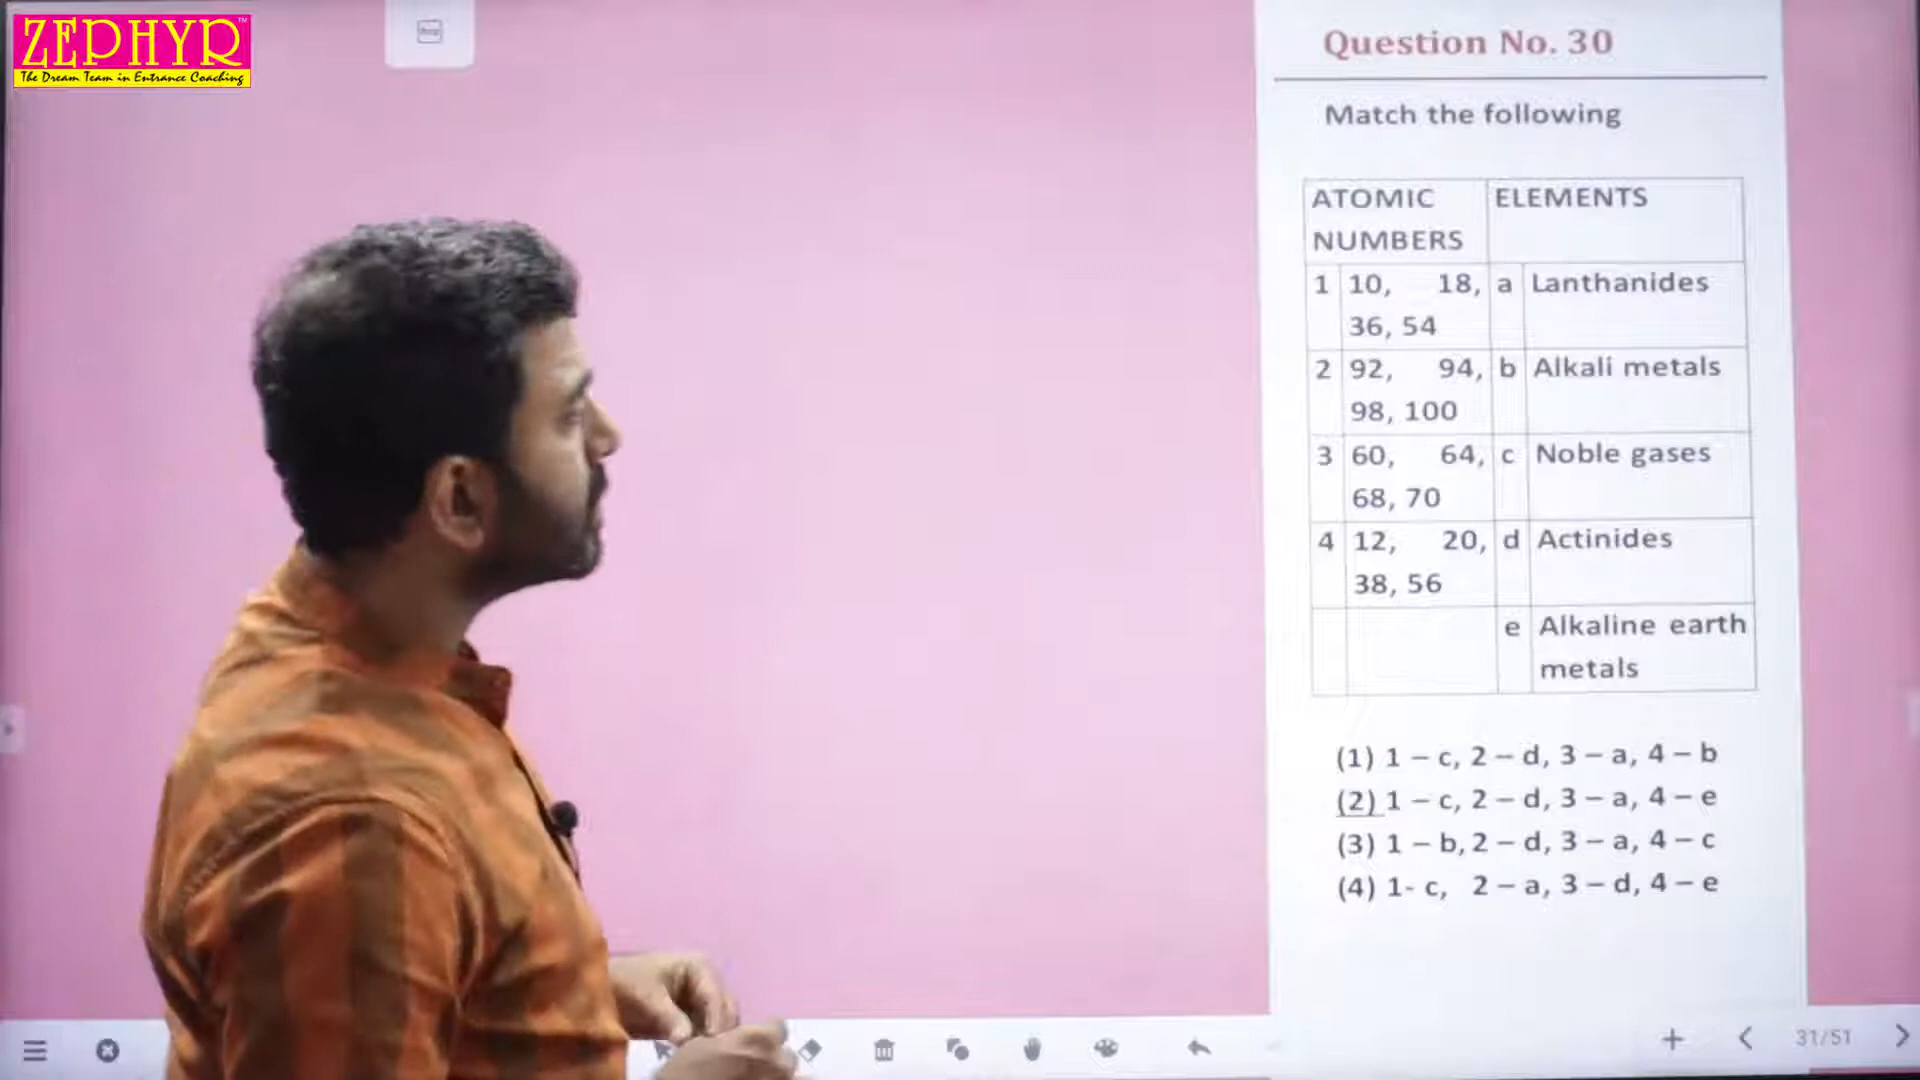 ZEPHYR™
The Dream Team in Entrance Coaching
Question No. 30
Match the following
ATOMIC NUMBERS ELEMENTS
1 10, 18, 36, 54 a Lanthanides
2 92, 94, 98, 100 b Alkali metals
3 60, 64, 68, 70 c Noble gases
4 12, 20, 38, 56 d Actinides
e Alkaline earth metals
(1) 1 – c, 2 – d, 3 – a, 4 – b
(2) 1 – c, 2 – d, 3 – a, 4 – e
(3) 1 – b, 2 – d, 3 – a, 4 – c
(4) 1- c, 2 – a, 3 – d, 4 – e
31/51